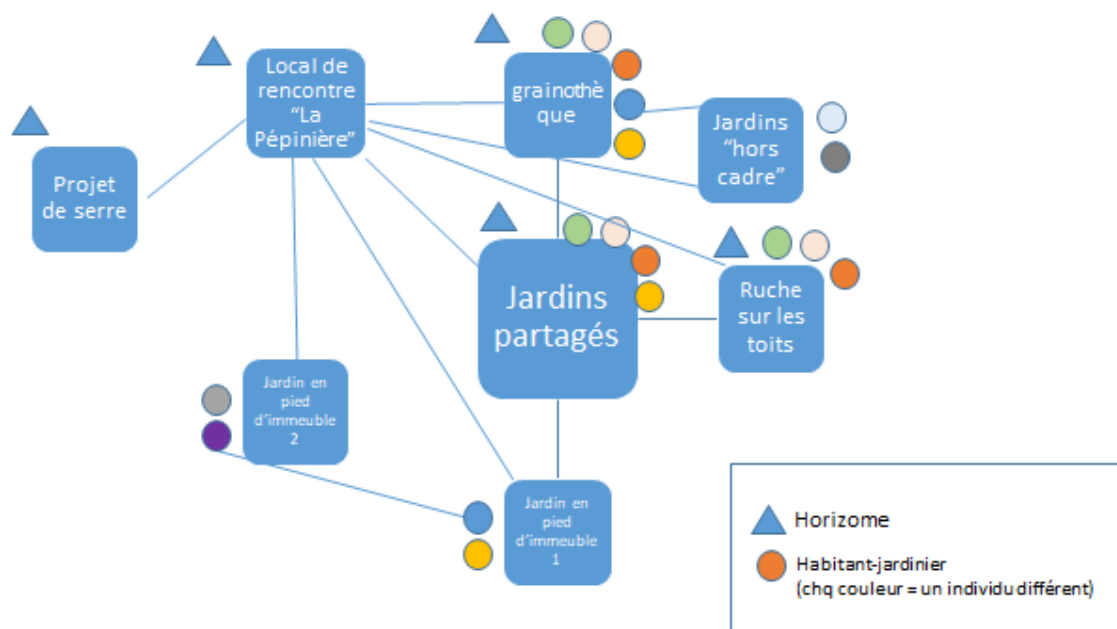 Local de
rencontre
“La
Pépinière”
grainothè
que
Jardins
“hors
cadre”
Projet
de serre
Jardins
partagés
Ruche
sur les
toits
Jardin en
pied
d’immeuble
2
Jardin en
pied
d’immeuble
1
Horizome
Habitant-jardinier
(chq couleur = un individu différent)